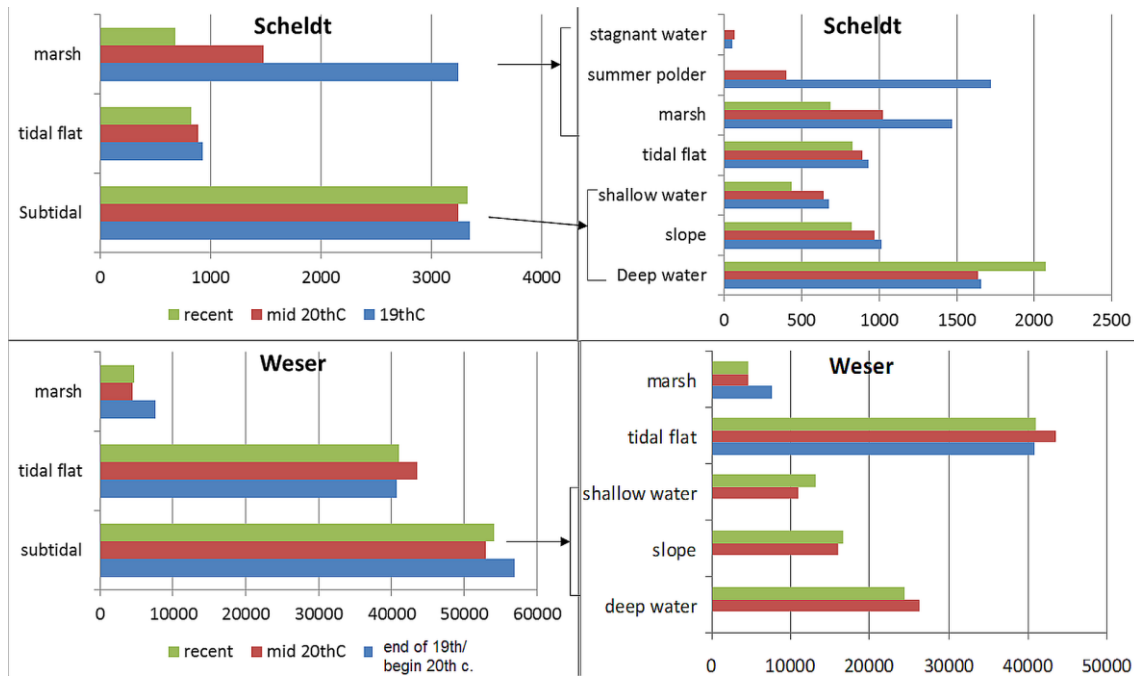 Scheldt
marsh
tidal flat
Subtidal
0 1000 2000 3000 4000
recent mid 20thC 19thC
Scheldt
stagnant water
summer polder
marsh
tidal flat
shallow water
slope
Deep water
0 500 1000 1500 2000 2500
Weser
marsh
tidal flat
subtidal
0 10000 20000 30000 40000 50000 60000
recent mid 20thC end of 19th/
begin 20th c.
Weser
marsh
tidal flat
shallow water
slope
deep water
0 10000 20000 30000 40000 50000